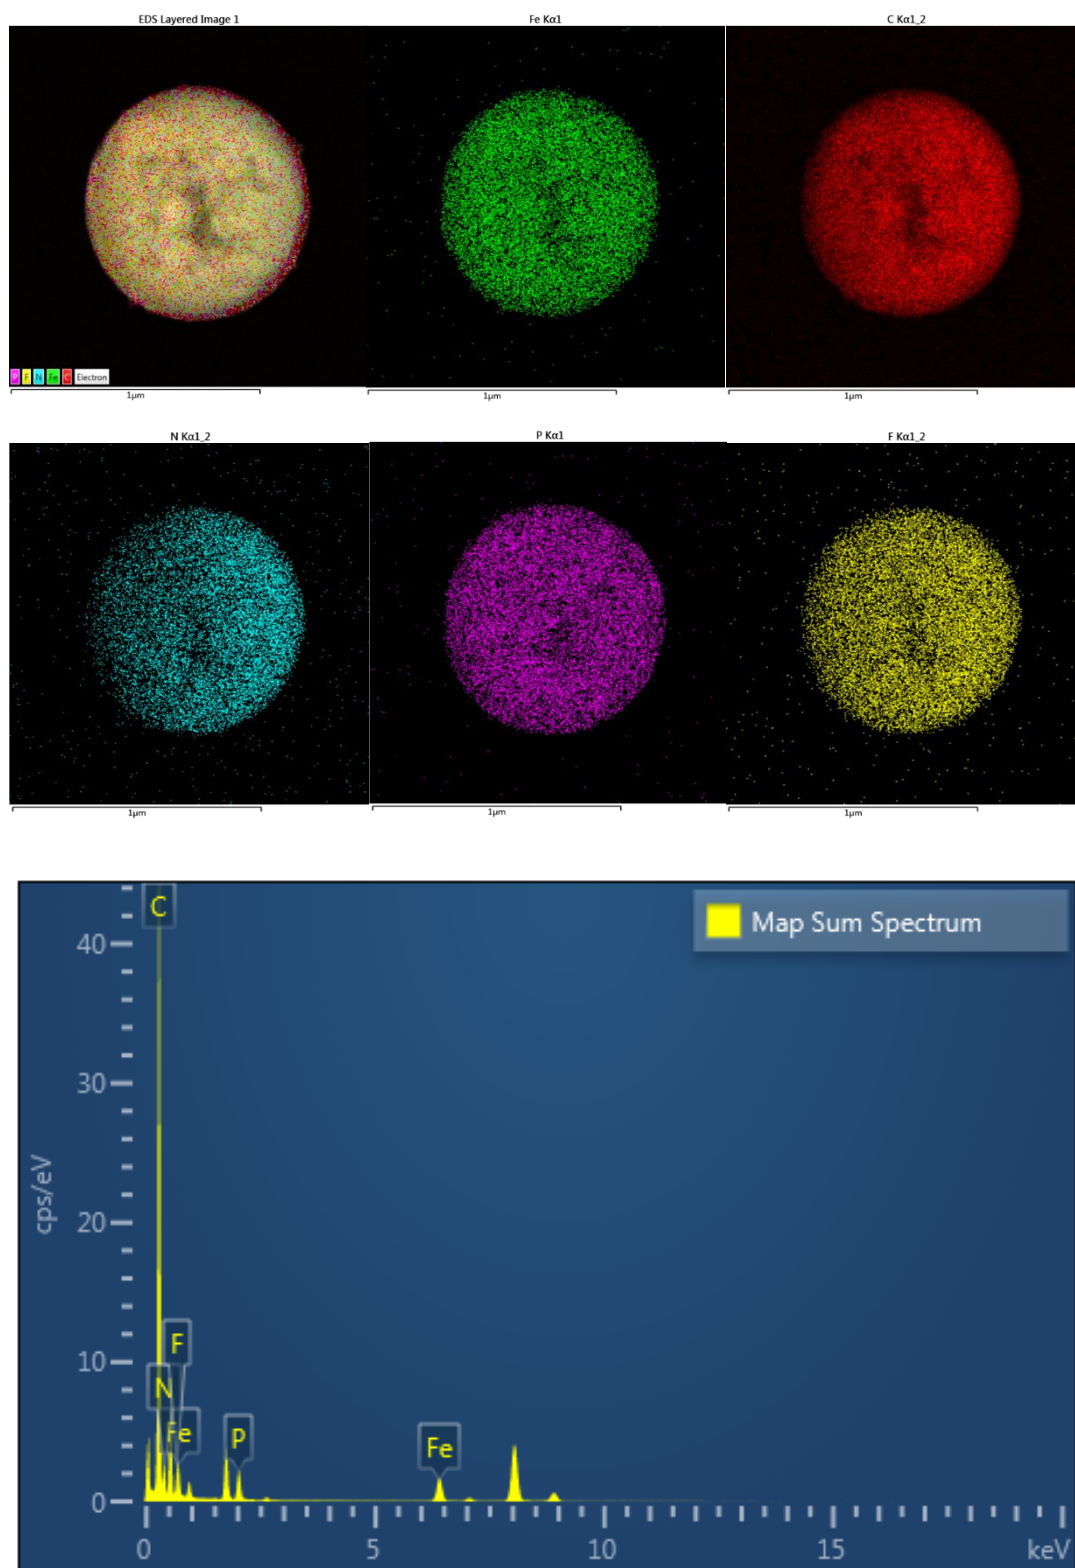 EDS Layered Image 1
Fe Kα1
C Kα1_2
P F N Fe C Electron
1µm
1µm
1µm
N Kα1_2
P Kα1
F Kα1_2
1µm
1µm
1µm
Map Sum Spectrum
cps/eV
C
40
30
20
F
10
N
Fe
P
Fe
0
0 5 10 15 keV